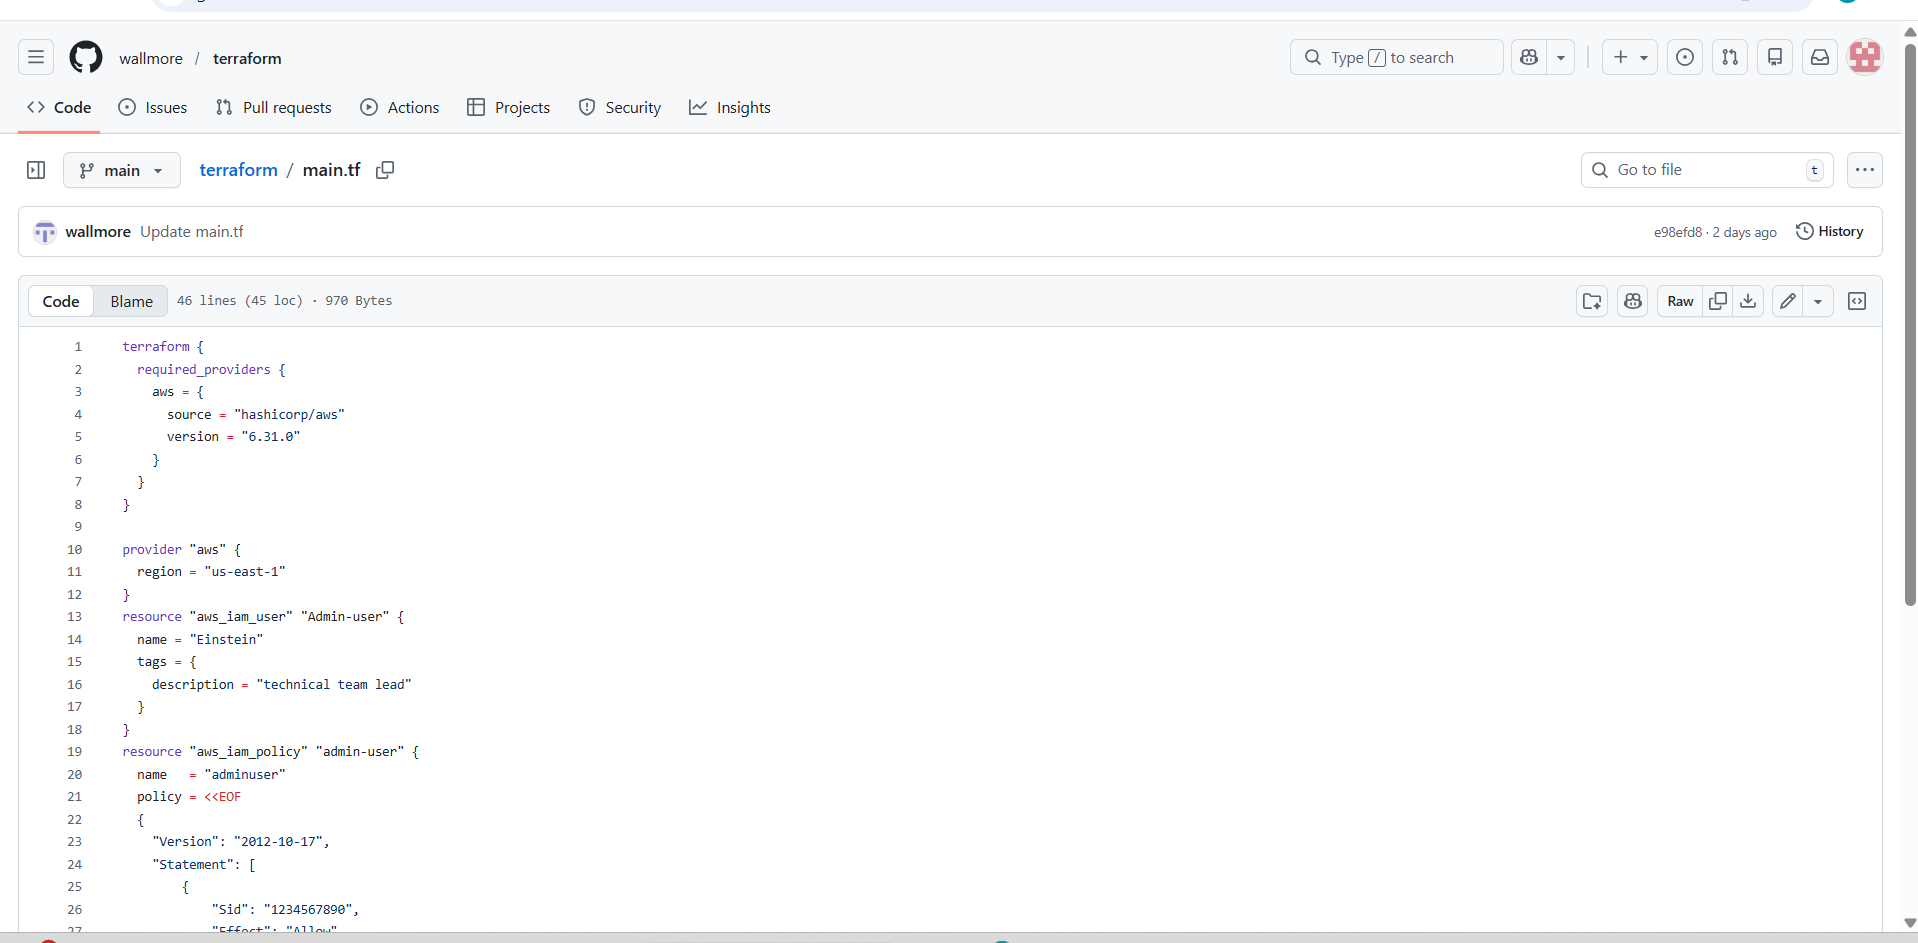 wallmore / terraform
Type / to search
Code Issues Pull requests Actions Projects Security Insights
main terraform / main.tf
Go to file t
wallmore Update main.tf e98efd8 · 2 days ago History
Code Blame 46 lines (45 loc) · 970 Bytes Raw
1 terraform {
2 required_providers {
3 aws = {
4 source = "hashicorp/aws"
5 version = "6.31.0"
6 }
7 }
8 }
9
10 provider "aws" {
11 region = "us-east-1"
12 }
13 resource "aws_iam_user" "Admin-user" {
14 name = "Einstein"
15 tags = {
16 description = "technical team lead"
17 }
18 }
19 resource "aws_iam_policy" "admin-user" {
20 name   = "adminuser"
21 policy = <<EOF
22 {
23 "Version": "2012-10-17",
24 "Statement": [
25 {
26 "Sid": "1234567890",
27 "Effect": "Allow"